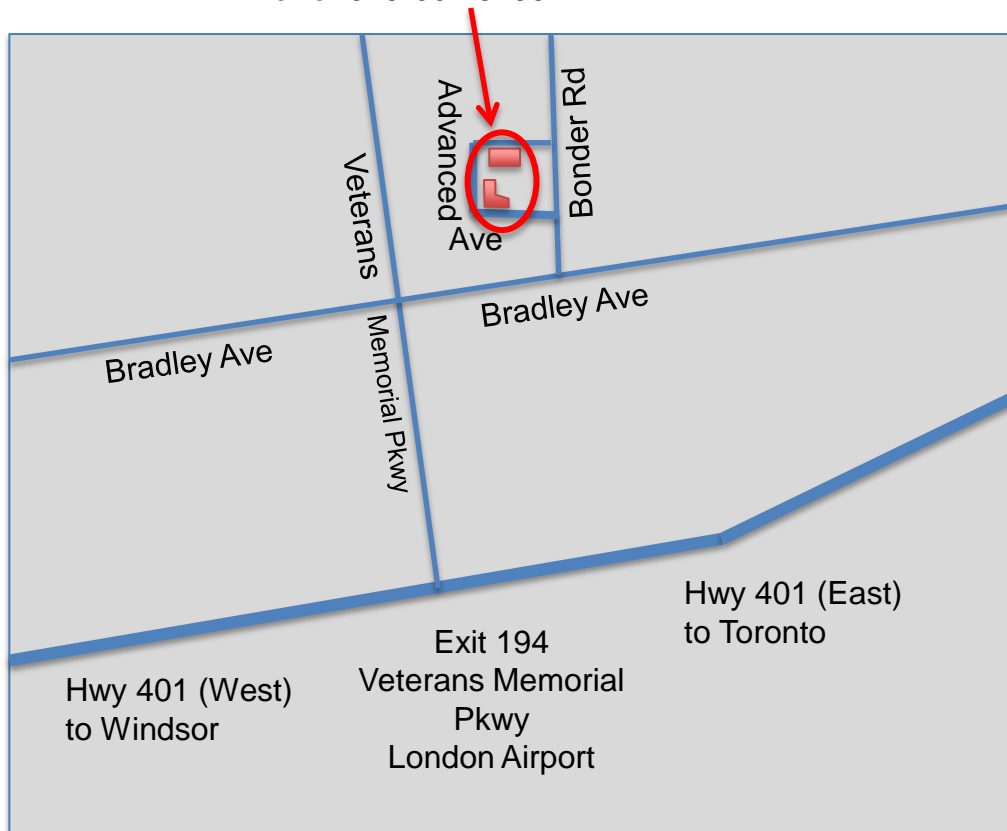 Advanced
Ave
Bonder Rd
Veterans
Memorial Pkwy
Bradley Ave
Bradley Ave
Hwy 401 (East)
to Toronto
Exit 194
Veterans Memorial
Pkwy
London Airport
Hwy 401 (West)
to Windsor